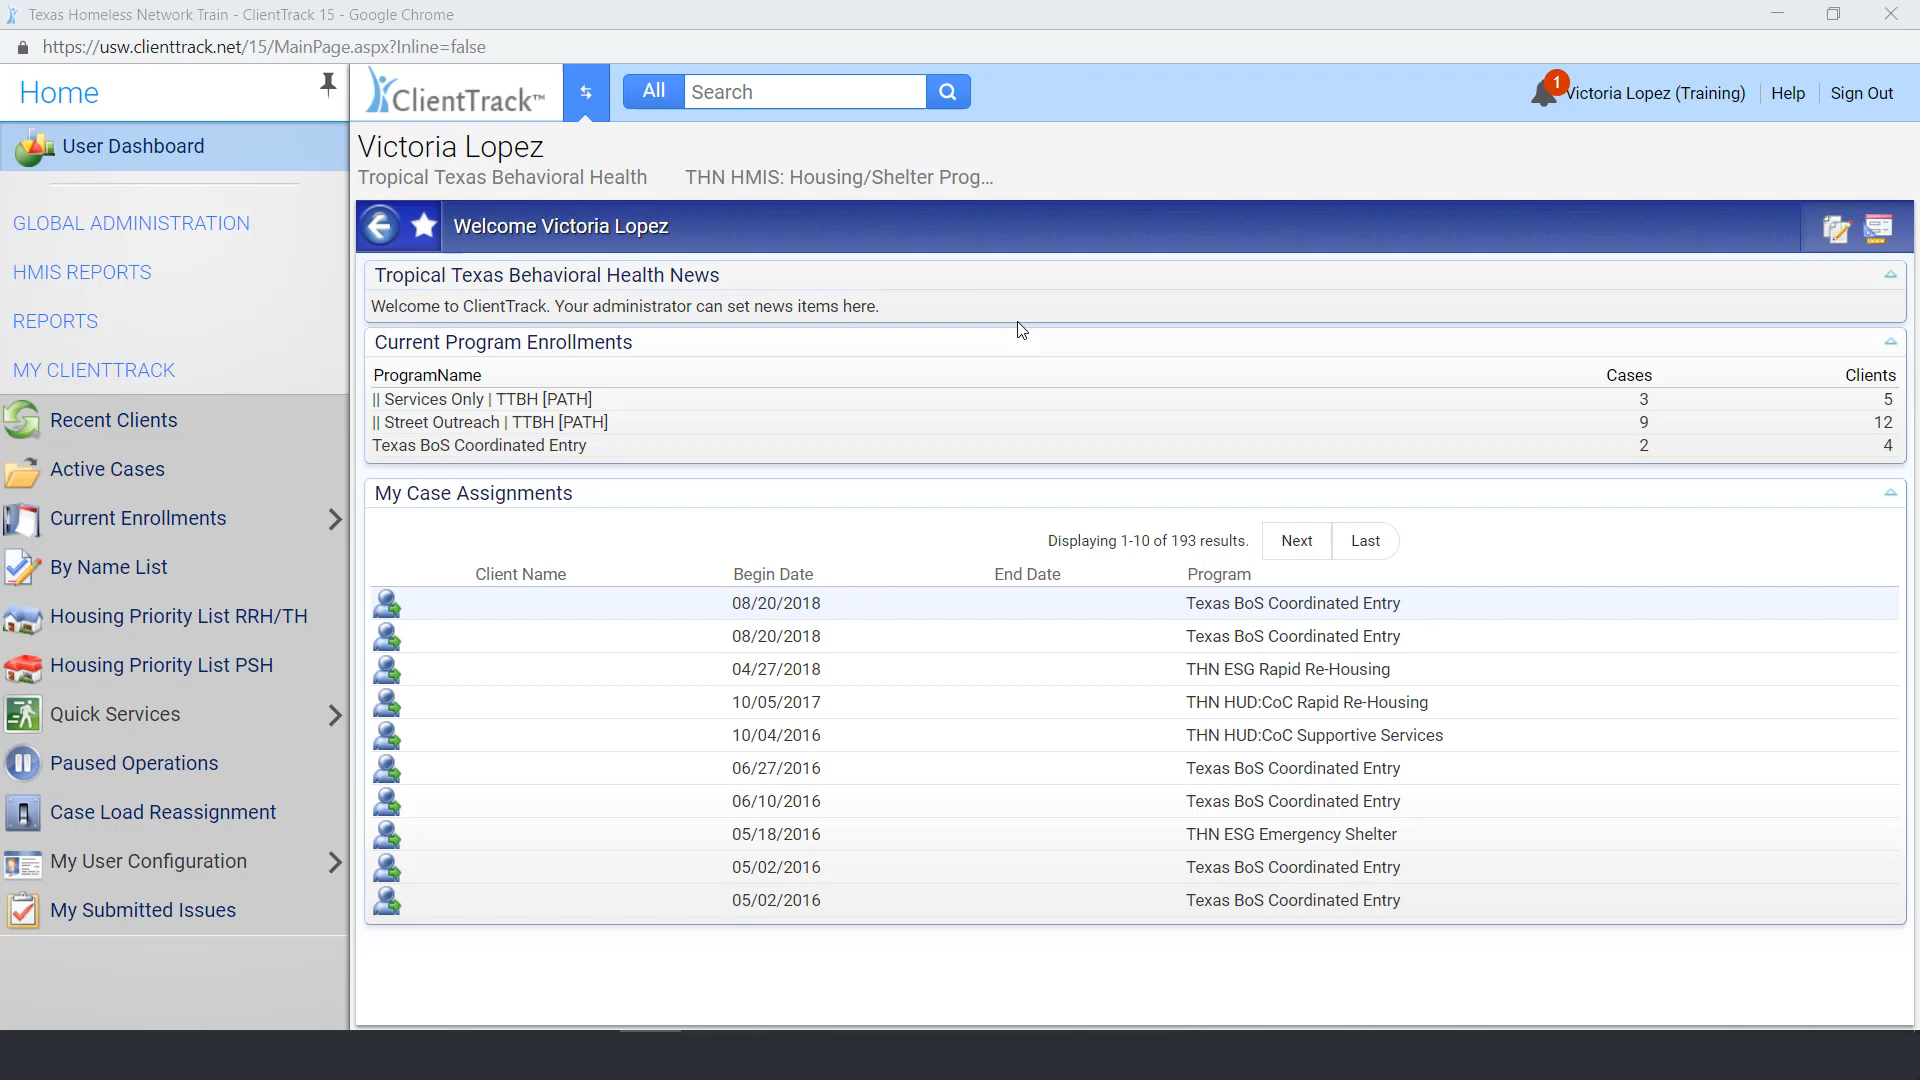 Texas Homeless Network Train - ClientTrack 15 - Google Chrome
https://usw.clienttrack.net/15/MainPage.aspx?Inline=false
Home
ClientTrack™
All
Search
1
Victoria Lopez (Training)
Help
Sign Out
User Dashboard
GLOBAL ADMINISTRATION
HMIS REPORTS
REPORTS
MY CLIENTTRACK
Recent Clients
Active Cases
Current Enrollments
By Name List
Housing Priority List RRH/TH
Housing Priority List PSH
Quick Services
Paused Operations
Case Load Reassignment
My User Configuration
My Submitted Issues
Victoria Lopez
Tropical Texas Behavioral Health THN HMIS: Housing/Shelter Prog...
Welcome Victoria Lopez
Tropical Texas Behavioral Health News
Welcome to ClientTrack. Your administrator can set news items here.
Current Program Enrollments
ProgramName Cases Clients
|| Services Only | TTBH [PATH] 3 5
|| Street Outreach | TTBH [PATH] 9 12
Texas BoS Coordinated Entry 2 4
My Case Assignments
Displaying 1-10 of 193 results. Next Last
Client Name Begin Date End Date Program
08/20/2018 Texas BoS Coordinated Entry
08/20/2018 Texas BoS Coordinated Entry
04/27/2018 THN ESG Rapid Re-Housing
10/05/2017 THN HUD:CoC Rapid Re-Housing
10/04/2016 THN HUD:CoC Supportive Services
06/27/2016 Texas BoS Coordinated Entry
06/10/2016 Texas BoS Coordinated Entry
05/18/2016 THN ESG Emergency Shelter
05/02/2016 Texas BoS Coordinated Entry
05/02/2016 Texas BoS Coordinated Entry